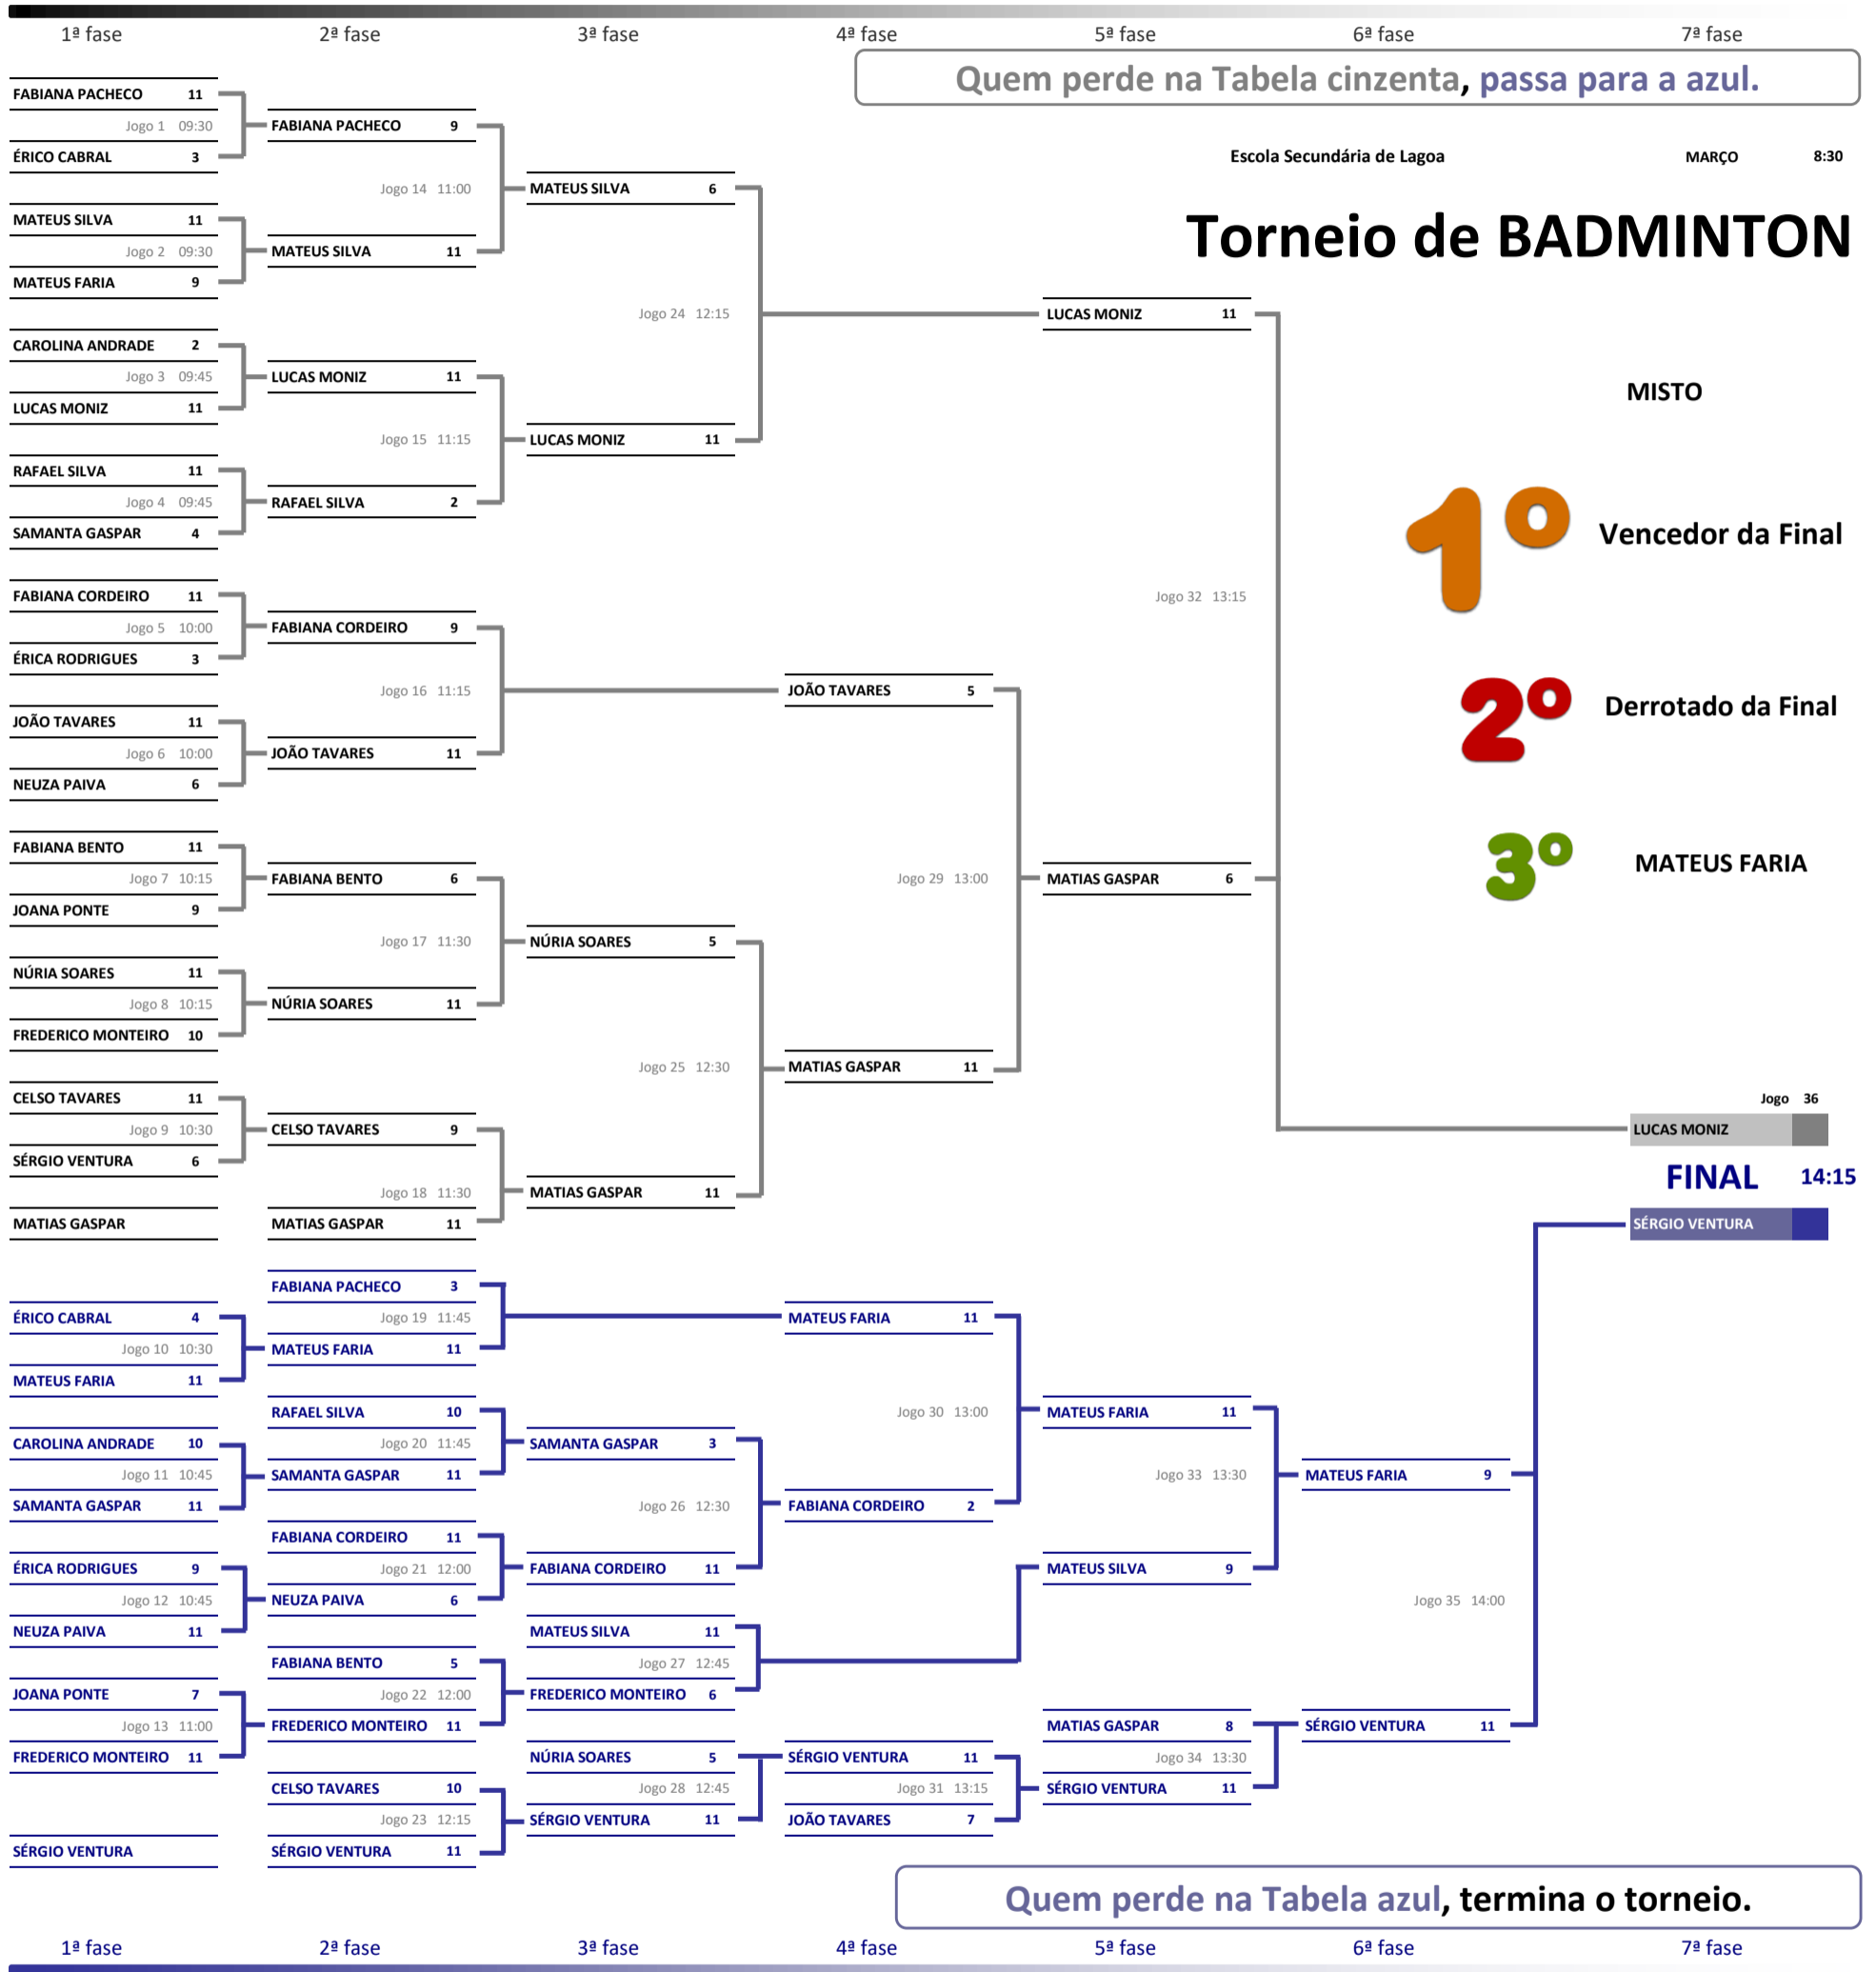 1ª fase 2ª fase 3ª fase 4ª fase 5ª fase 6ª fase 7ª fase
Quem perde na Tabela cinzenta, passa para a azul.
FABIANA PACHECO 11
Jogo 1 09:30 FABIANA PACHECO 9
ÉRICO CABRAL 3 Escola Secundária de Lagoa MARÇO 8:30
Jogo 14 11:00 MATEUS SILVA 6
MATEUS SILVA 11
Torneio de BADMINTON
Jogo 2 09:30 MATEUS SILVA 11
MATEUS FARIA 9
Jogo 24 12:15 LUCAS MONIZ 11
CAROLINA ANDRADE 2
Jogo 3 09:45 LUCAS MONIZ 11
MISTO
LUCAS MONIZ 11
Jogo 15 11:15 LUCAS MONIZ 11
RAFAEL SILVA 11
Jogo 4 09:45 RAFAEL SILVA 2
SAMANTA GASPAR 4
1º Vencedor da Final
FABIANA CORDEIRO 11 Jogo 32 13:15
Jogo 5 10:00 FABIANA CORDEIRO 9
ÉRICA RODRIGUES 3
Jogo 16 11:15 JOÃO TAVARES 5
2º Derrotado da Final
JOÃO TAVARES 11
Jogo 6 10:00 JOÃO TAVARES 11
NEUZA PAIVA 6
FABIANA BENTO 11
3º MATEUS FARIA
Jogo 7 10:15 FABIANA BENTO 6 Jogo 29 13:00 MATIAS GASPAR 6
JOANA PONTE 9
Jogo 17 11:30 NÚRIA SOARES 5
NÚRIA SOARES 11
Jogo 8 10:15 NÚRIA SOARES 11
FREDERICO MONTEIRO 10
Jogo 25 12:30 MATIAS GASPAR 11
CELSO TAVARES 11 Jogo 36
Jogo 9 10:30 CELSO TAVARES 9 LUCAS MONIZ
SÉRGIO VENTURA 6
FINAL 14:15
Jogo 18 11:30 MATIAS GASPAR 11
MATIAS GASPAR MATIAS GASPAR 11 SÉRGIO VENTURA
FABIANA PACHECO 3
ÉRICO CABRAL 4 Jogo 19 11:45 MATEUS FARIA 11
Jogo 10 10:30 MATEUS FARIA 11
MATEUS FARIA 11
RAFAEL SILVA 10 Jogo 30 13:00 MATEUS FARIA 11
CAROLINA ANDRADE 10 Jogo 20 11:45 SAMANTA GASPAR 3
Jogo 11 10:45 SAMANTA GASPAR 11 Jogo 33 13:30 MATEUS FARIA 9
SAMANTA GASPAR 11 Jogo 26 12:30 FABIANA CORDEIRO 2
FABIANA CORDEIRO 11
ÉRICA RODRIGUES 9 Jogo 21 12:00 FABIANA CORDEIRO 11 MATEUS SILVA 9
Jogo 12 10:45 NEUZA PAIVA 6 Jogo 35 14:00
NEUZA PAIVA 11 MATEUS SILVA 11
FABIANA BENTO 5 Jogo 27 12:45
JOANA PONTE 7 Jogo 22 12:00 FREDERICO MONTEIRO 6
Jogo 13 11:00 FREDERICO MONTEIRO 11 MATIAS GASPAR 8 SÉRGIO VENTURA 11
FREDERICO MONTEIRO 11 NÚRIA SOARES 5 SÉRGIO VENTURA 11 Jogo 34 13:30
CELSO TAVARES 10 Jogo 28 12:45 Jogo 31 13:15 SÉRGIO VENTURA 11
Jogo 23 12:15 SÉRGIO VENTURA 11 JOÃO TAVARES 7
SÉRGIO VENTURA SÉRGIO VENTURA 11
Quem perde na Tabela azul, termina o torneio.
1ª fase 2ª fase 3ª fase 4ª fase 5ª fase 6ª fase 7ª fase